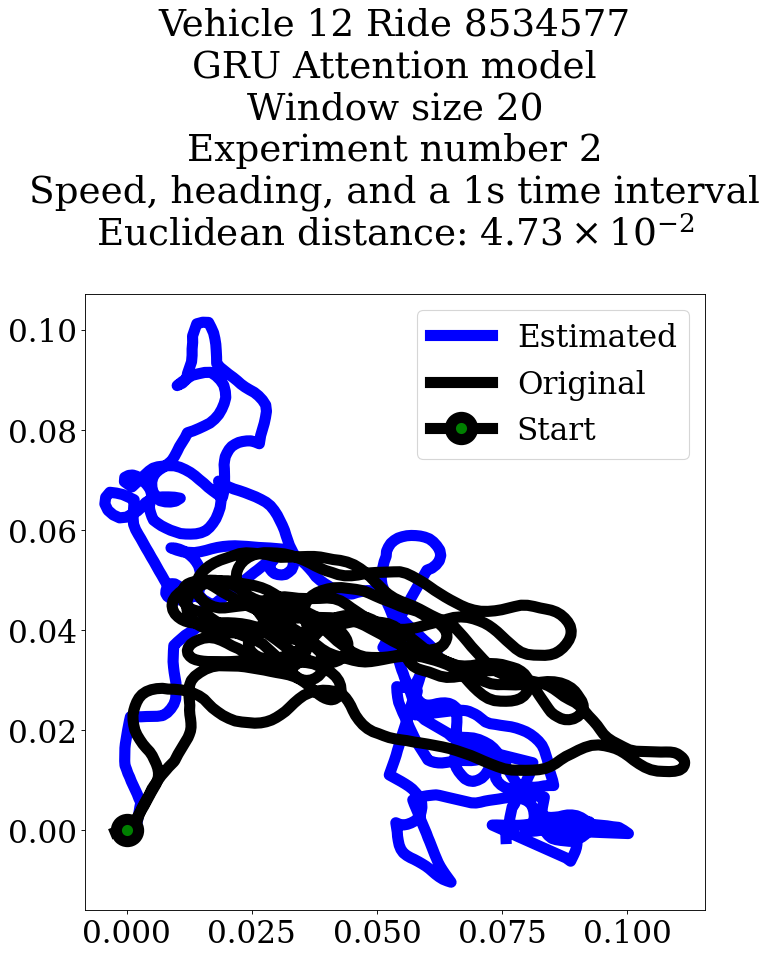 Vehicle 12 Ride 8534577
GRU Attention model
Window size 20
Experiment number 2
Speed, heading, and a 1s time interval
Euclidean distance: 4.73 × 10⁻²
Estimated
Original
Start
0.10
0.08
0.06
0.04
0.02
0.00
0.000 0.025 0.050 0.075 0.100